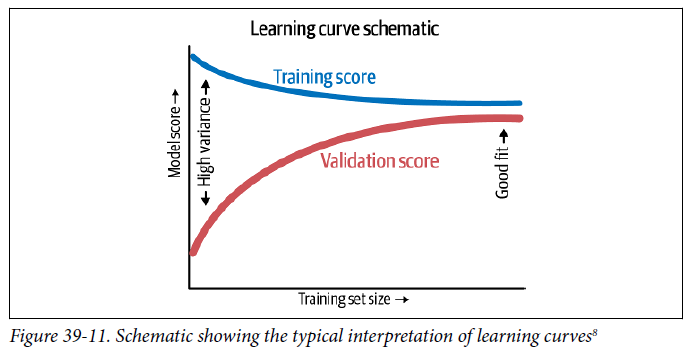 Learning curve schematic
Training score
Model score →
← High variance →
Validation score
Good fit →
Training set size →
Figure 39-11. Schematic showing the typical interpretation of learning curves⁸